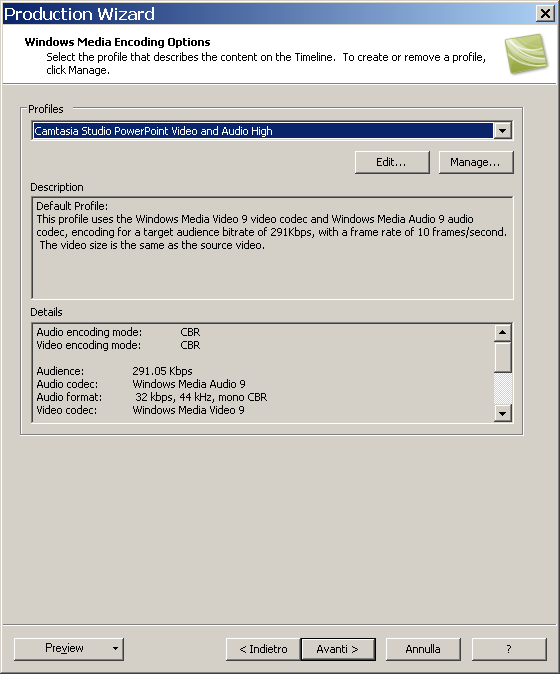 Production Wizard
Windows Media Encoding Options
Select the profile that describes the content on the Timeline.  To create or remove a profile,
click Manage.
Profiles
Camtasia Studio PowerPoint Video and Audio High
Edit...
Manage...
Description
Default Profile:
This profile uses the Windows Media Video 9 video codec and Windows Media Audio 9 audio
codec, encoding for a target audience bitrate of 291Kbps, with a frame rate of 10 frames/second.
The video size is the same as the source video.
Details
Audio encoding mode: CBR
Video encoding mode: CBR
Audience: 291.05 Kbps
Audio codec: Windows Media Audio 9
Audio format: 32 kbps, 44 kHz, mono CBR
Video codec: Windows Media Video 9
Preview
< Indietro
Avanti >
Annulla
?